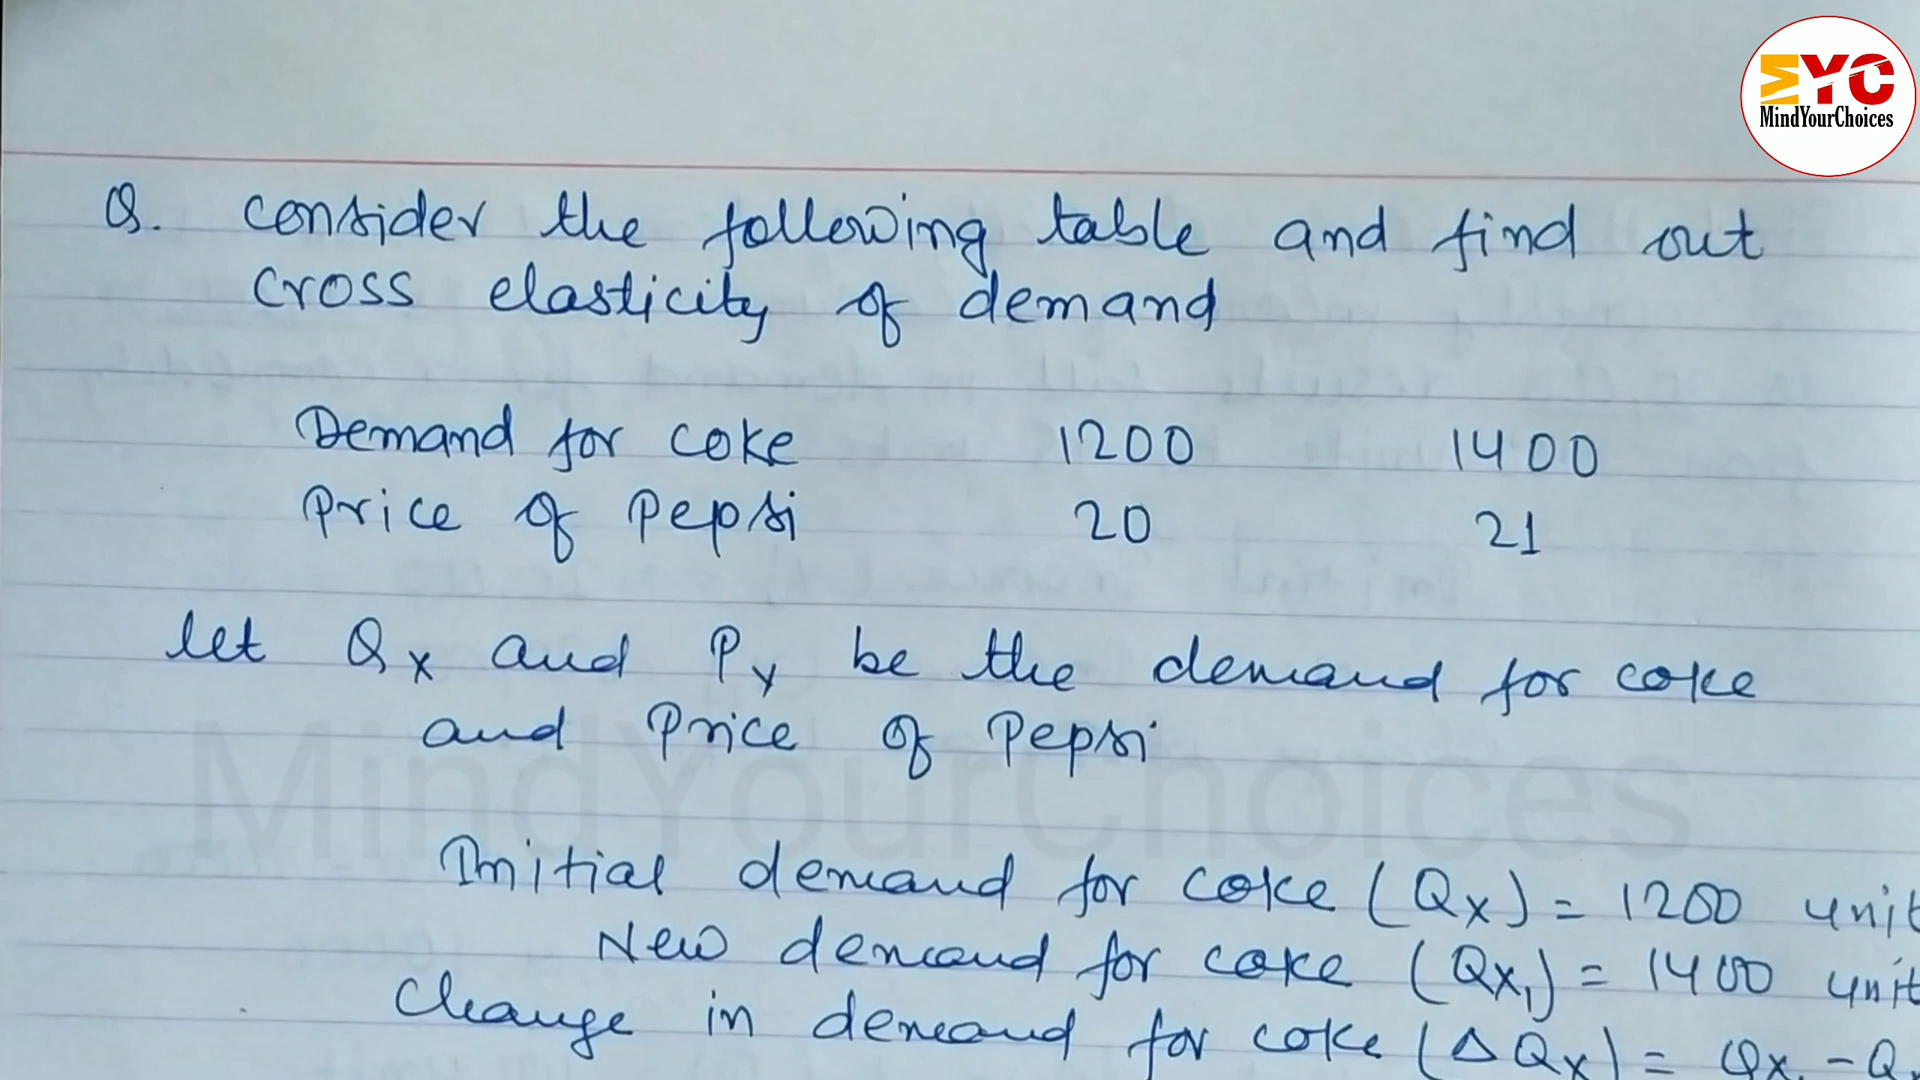 MYC
MindYourChoices
Q. consider the following table and find out
cross elasticity of demand
Demand for coke 1200 1400
Price of Pepsi 20 21
let Qx and Py be the demand for coke
and Price of Pepsi
MindYourChoices
Initial demand for coke (Qx) = 1200 unit
New demand for coke (Qx₁) = 1400 unit
Change in demand for coke (ΔQx) = Qx₁ - Q